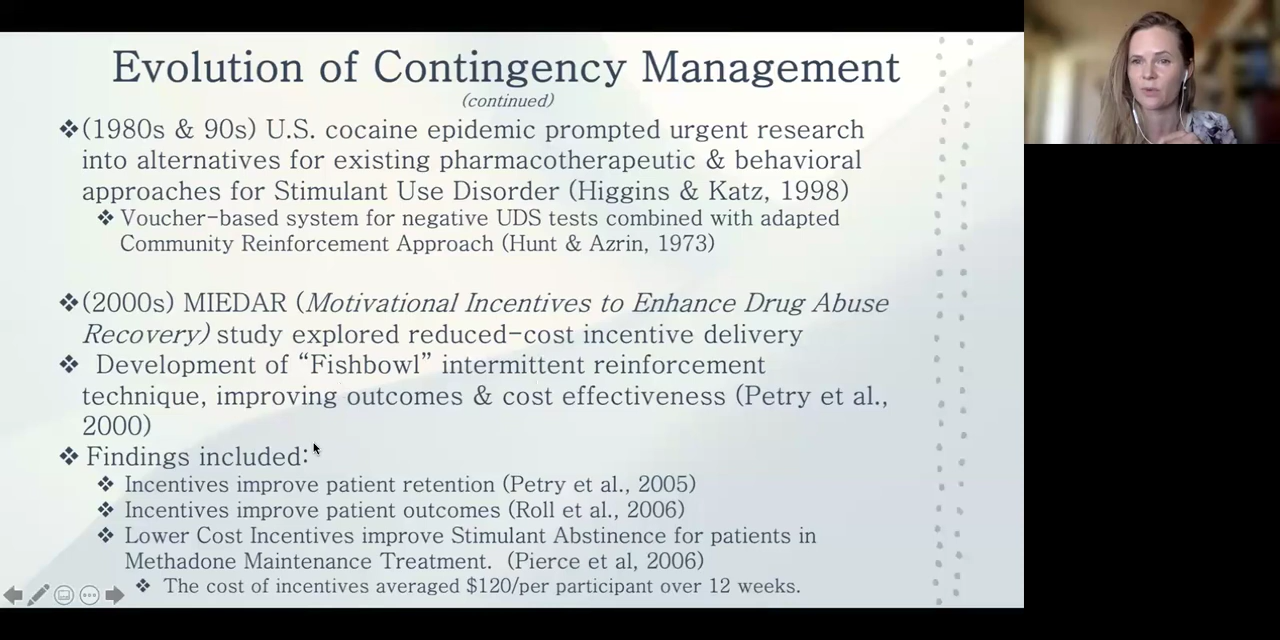 Evolution of Contingency Management
(continued)
❖(1980s & 90s) U.S. cocaine epidemic prompted urgent research
into alternatives for existing pharmacotherapeutic & behavioral
approaches for Stimulant Use Disorder (Higgins & Katz, 1998)
❖ Voucher-based system for negative UDS tests combined with adapted
Community Reinforcement Approach (Hunt & Azrin, 1973)
❖(2000s) MIEDAR (Motivational Incentives to Enhance Drug Abuse
Recovery) study explored reduced-cost incentive delivery
❖ Development of “Fishbowl” intermittent reinforcement
technique, improving outcomes & cost effectiveness (Petry et al.,
2000)
❖ Findings included:
❖ Incentives improve patient retention (Petry et al., 2005)
❖ Incentives improve patient outcomes (Roll et al., 2006)
❖ Lower Cost Incentives improve Stimulant Abstinence for patients in
Methadone Maintenance Treatment. (Pierce et al, 2006)
❖ The cost of incentives averaged $120/per participant over 12 weeks.